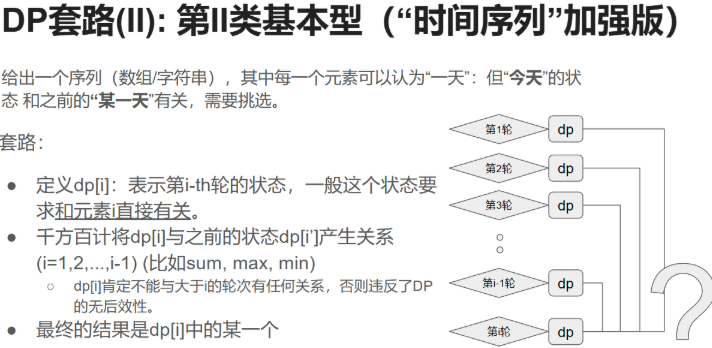 DP套路(II): 第II类基本型（“时间序列”加强版）
给出一个序列（数组/字符串），其中每一个元素可以认为“一天”：但“今天”的状
态 和之前的“某一天”有关，需要挑选。
套路：
● 定义dp[i]：表示第i-th轮的状态，一般这个状态要
求和元素i直接有关。
● 千方百计将dp[i]与之前的状态dp[i']产生关系
(i=1,2,...,i-1) (比如sum, max, min)
○ dp[i]肯定不能与大于i的轮次有任何关系，否则违反了DP
的无后效性。
● 最终的结果是dp[i]中的某一个
第1轮 dp
第2轮 dp
第3轮 dp
第i-1轮 dp
第i轮 dp
?